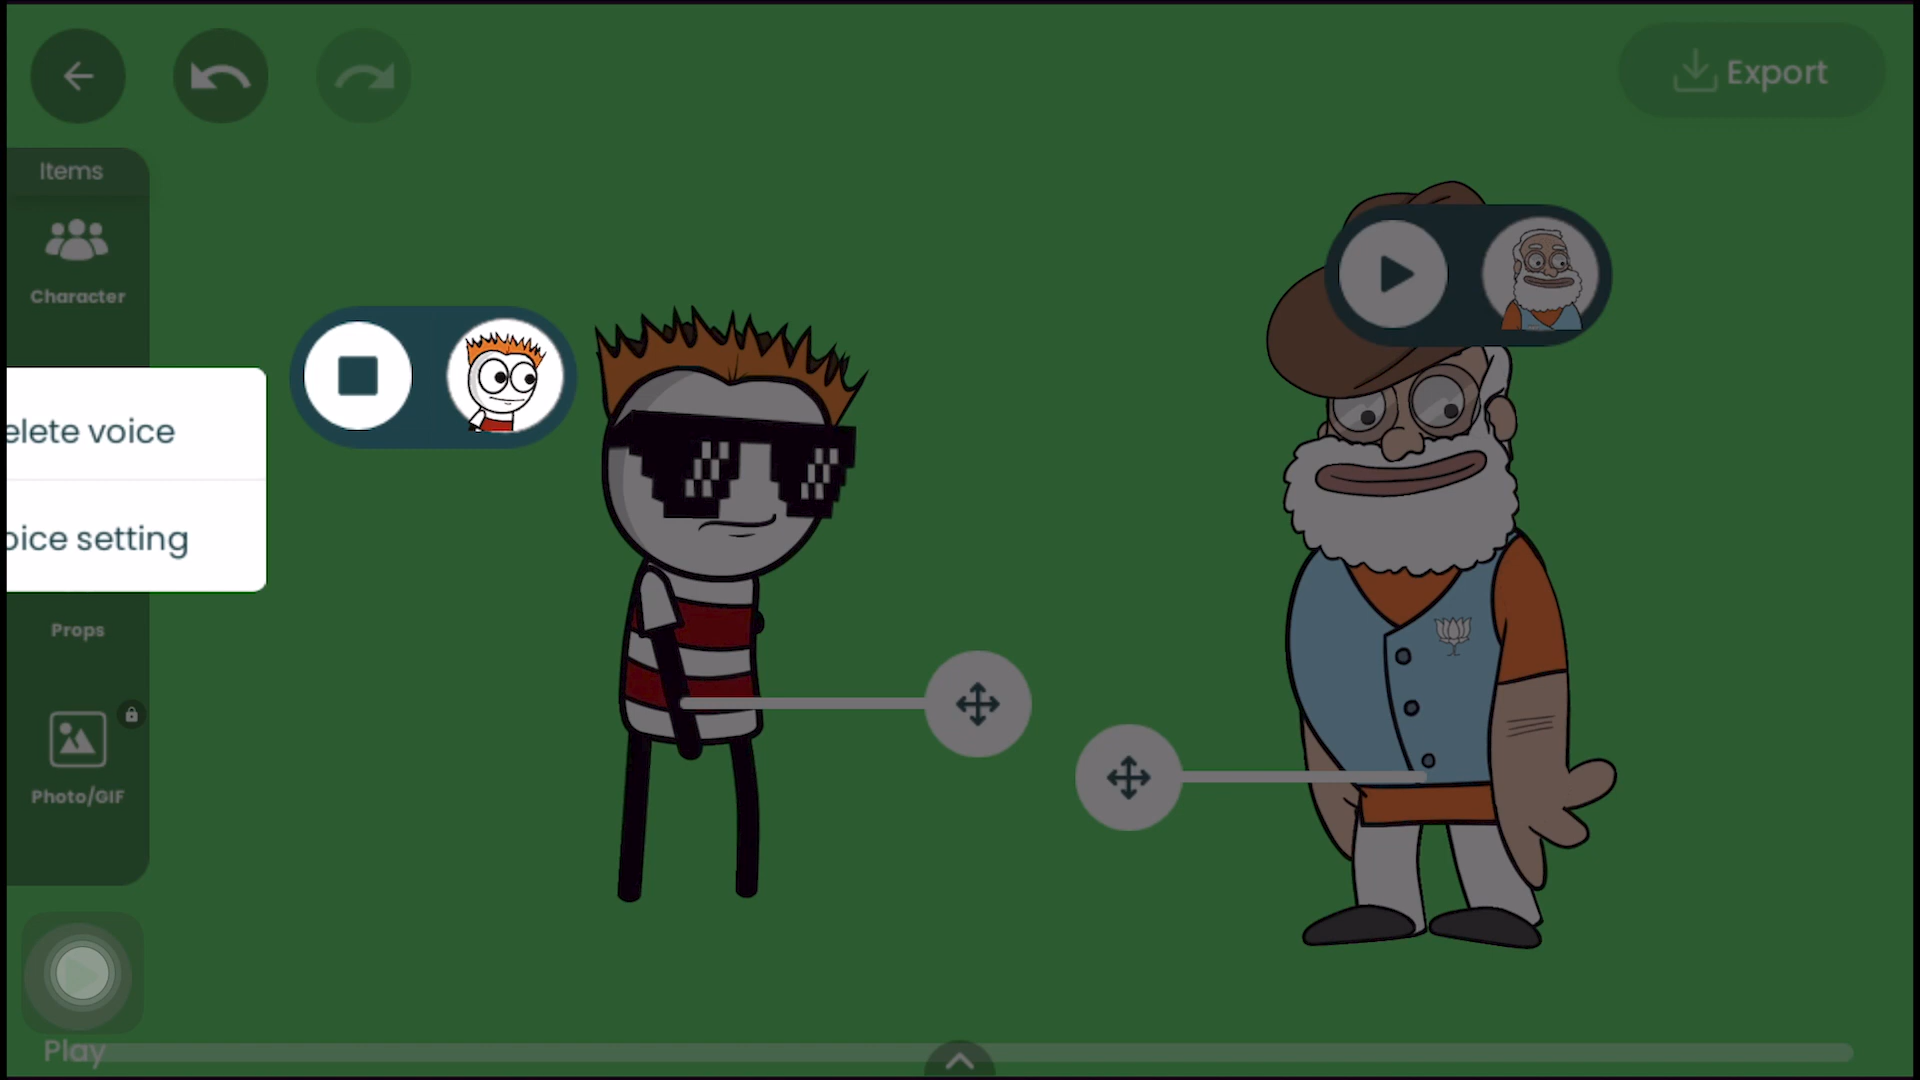 Export
Items
Character
elete voice
oice setting
Props
Photo/GIF
Play